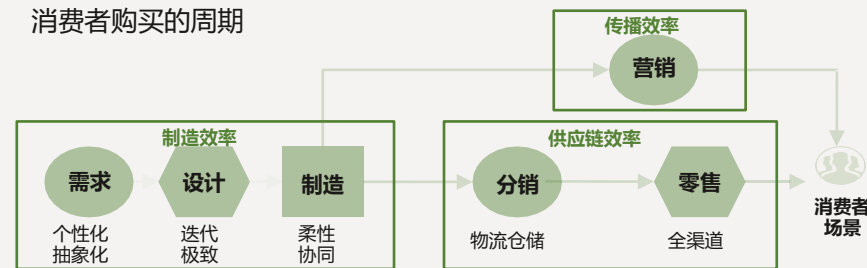 消费者购买的周期
传播效率
营销
制造效率
供应链效率
需求
设计
制造
分销
零售
消费者
场景
个性化
抽象化
迭代
极致
柔性
协同
物流仓储
全渠道